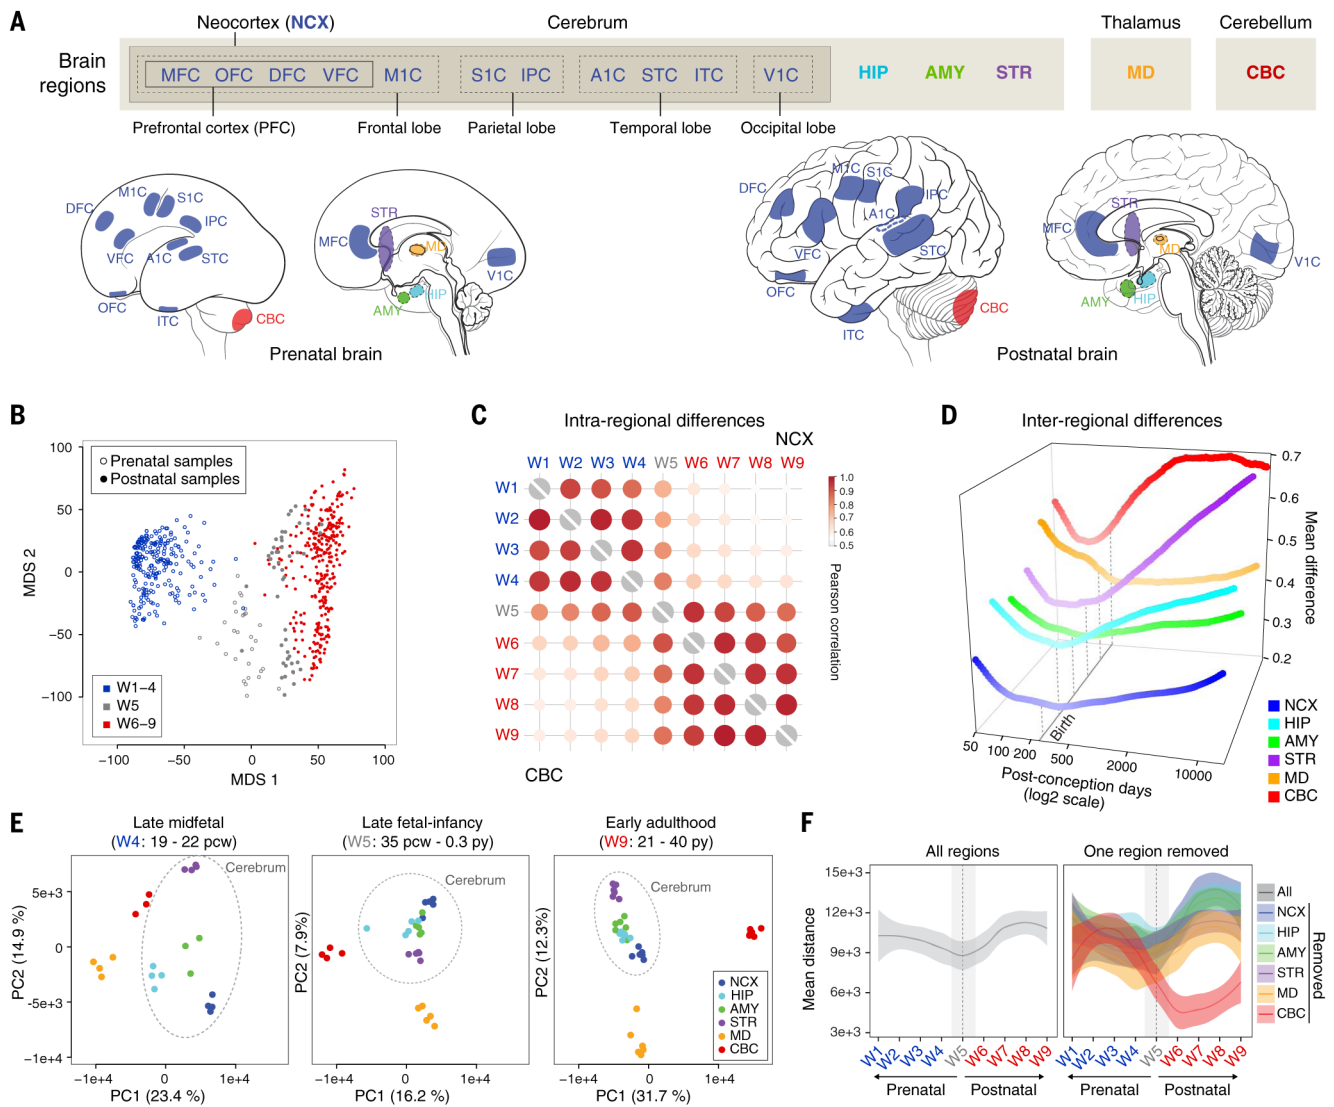 A
Neocortex (NCX)
Cerebrum
Thalamus
Cerebellum
Brain regions
MFC OFC DFC VFC M1C S1C IPC A1C STC ITC V1C HIP AMY STR MD CBC
Prefrontal cortex (PFC)
Frontal lobe
Parietal lobe
Temporal lobe
Occipital lobe
M1C
S1C
DFC
IPC
VFC
A1C
STC
OFC
ITC
CBC
STR
MFC
MD
V1C
HIP
AMY
Prenatal brain
M1C
S1C
DFC
IPC
A1C
VFC
STC
OFC
ITC
CBC
STR
MFC
MD
V1C
AMY
HIP
Postnatal brain
B
100
50
0
−50
−100
MDS 2
Prenatal samples
Postnatal samples
W1−4
W5
W6−9
−100 −50 0 50 100
MDS 1
C
Intra-regional differences
NCX
W1 W2 W3 W4 W5 W6 W7 W8 W9
W1
W2
W3
W4
W5
W6
W7
W8
W9
CBC
1.0
0.9
0.8
0.7
0.6
0.5
Pearson correlation
D
Inter-regional differences
0.7
0.6
0.5
0.4
0.3
0.2
Mean difference
Birth
50 100 200 500 2000 10000
Post-conception days
(log2 scale)
NCX
HIP
AMY
STR
MD
CBC
E
Late midfetal
(W4: 19 - 22 pcw)
Cerebrum
5e+3
0
−5e+3
−1e+4
PC2 (14.9 %)
−1e+4 0 1e+4
PC1 (23.4 %)
Late fetal-infancy
(W5: 35 pcw - 0.3 py)
Cerebrum
PC2 (7.9%)
−1e+4 0 1e+4
PC1 (16.2 %)
Early adulthood
(W9: 21 - 40 py)
Cerebrum
PC2 (12.3%)
NCX
HIP
AMY
STR
MD
CBC
−1e+4 0 1e+4
PC1 (31.7 %)
F
All regions
One region removed
15e+3
12e+3
9e+3
6e+3
3e+3
Mean distance
W1 W2 W3 W4 W5 W6 W7 W8 W9
Prenatal Postnatal
W1 W2 W3 W4 W5 W6 W7 W8 W9
Prenatal Postnatal
All
NCX
HIP
AMY
STR
MD
CBC
Removed